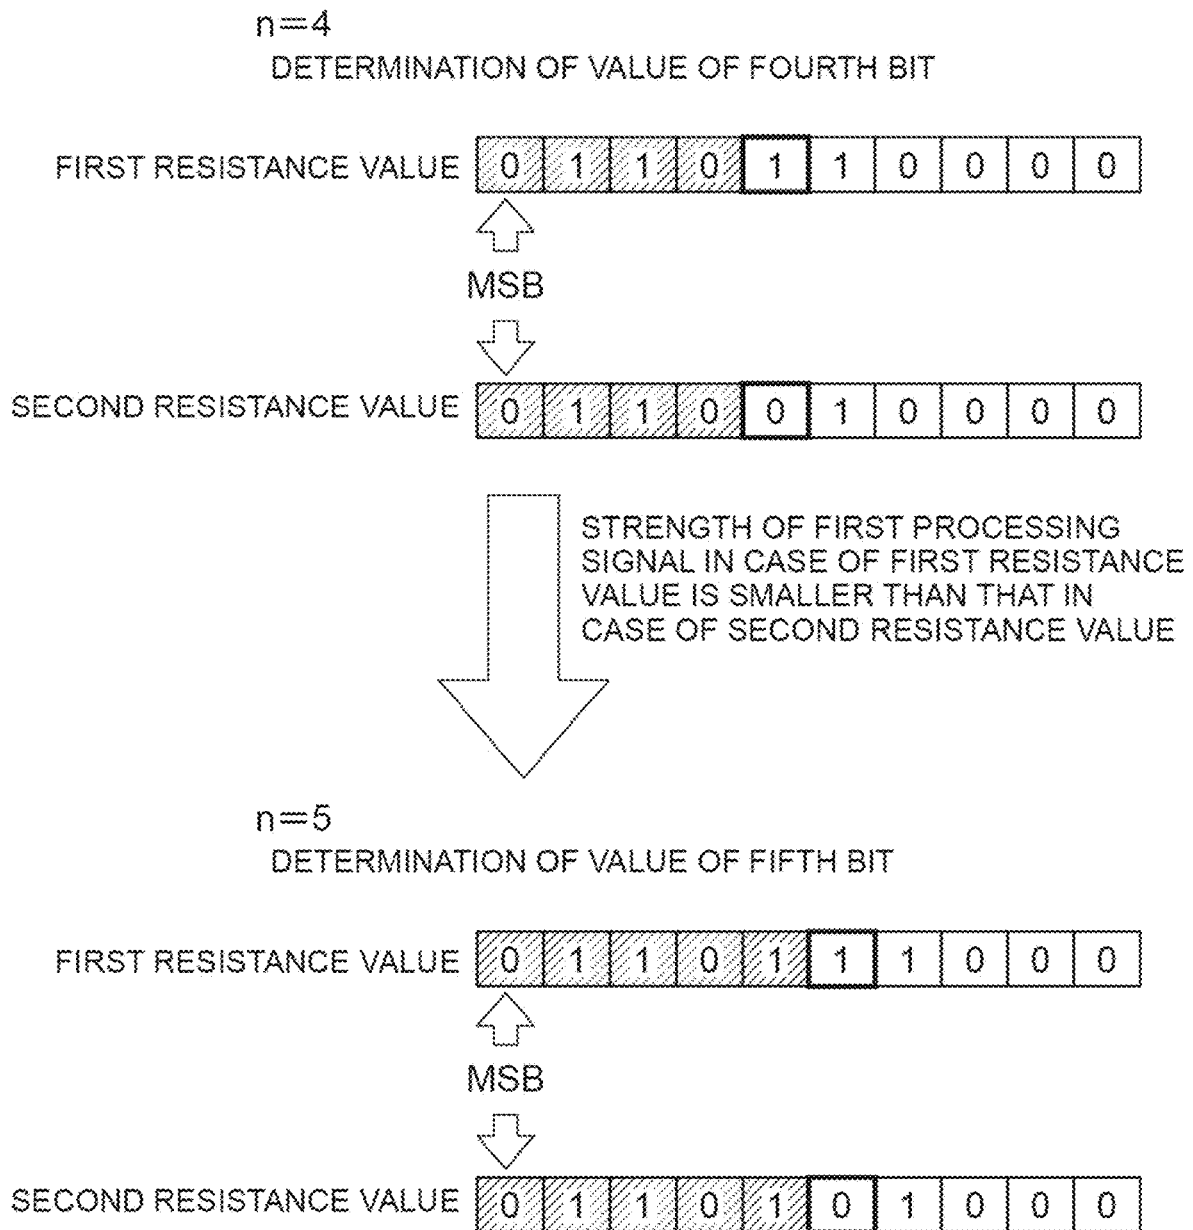 n=4
DETERMINATION OF VALUE OF FOURTH BIT
FIRST RESISTANCE VALUE 0 1 1 0 1 1 0 0 0 0
MSB
SECOND RESISTANCE VALUE 0 1 1 0 0 1 0 0 0 0
STRENGTH OF FIRST PROCESSING
SIGNAL IN CASE OF FIRST RESISTANCE
VALUE IS SMALLER THAN THAT IN
CASE OF SECOND RESISTANCE VALUE
n=5
DETERMINATION OF VALUE OF FIFTH BIT
FIRST RESISTANCE VALUE 0 1 1 0 1 1 1 0 0 0
MSB
SECOND RESISTANCE VALUE 0 1 1 0 1 0 1 0 0 0